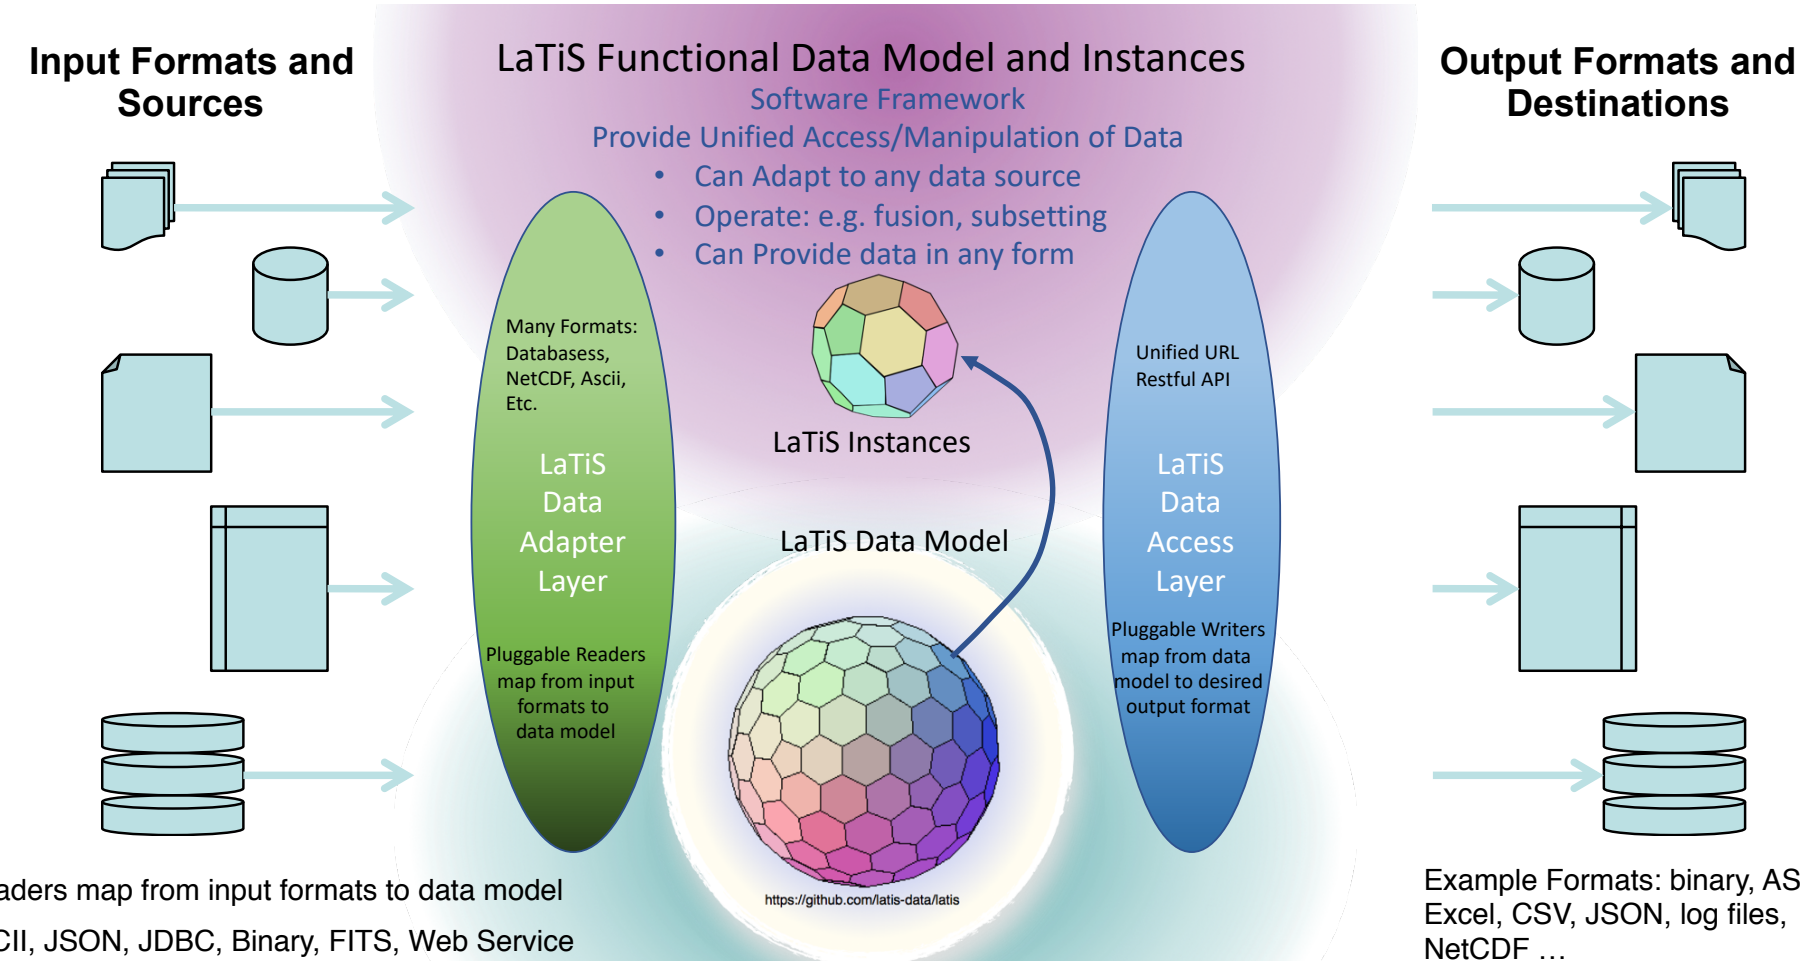 Input Formats and
Sources
LaTiS Functional Data Model and Instances
Software Framework
Provide Unified Access/Manipulation of Data
• Can Adapt to any data source
• Operate: e.g. fusion, subsetting
• Can Provide data in any form
Output Formats and
Destinations
Many Formats:
Databasess,
NetCDF, Ascii,
Etc.
LaTiS
Data
Adapter
Layer
Pluggable Readers
map from input
formats to
data model
LaTiS Instances
LaTiS Data Model
https://github.com/latis-data/latis
Unified URL
Restful API
LaTiS
Data
Access
Layer
Pluggable Writers
map from data
model to desired
output format
aders map from input formats to data model
CII, JSON, JDBC, Binary, FITS, Web Service
Example Formats: binary, AS
Excel, CSV, JSON, log files,
NetCDF ...